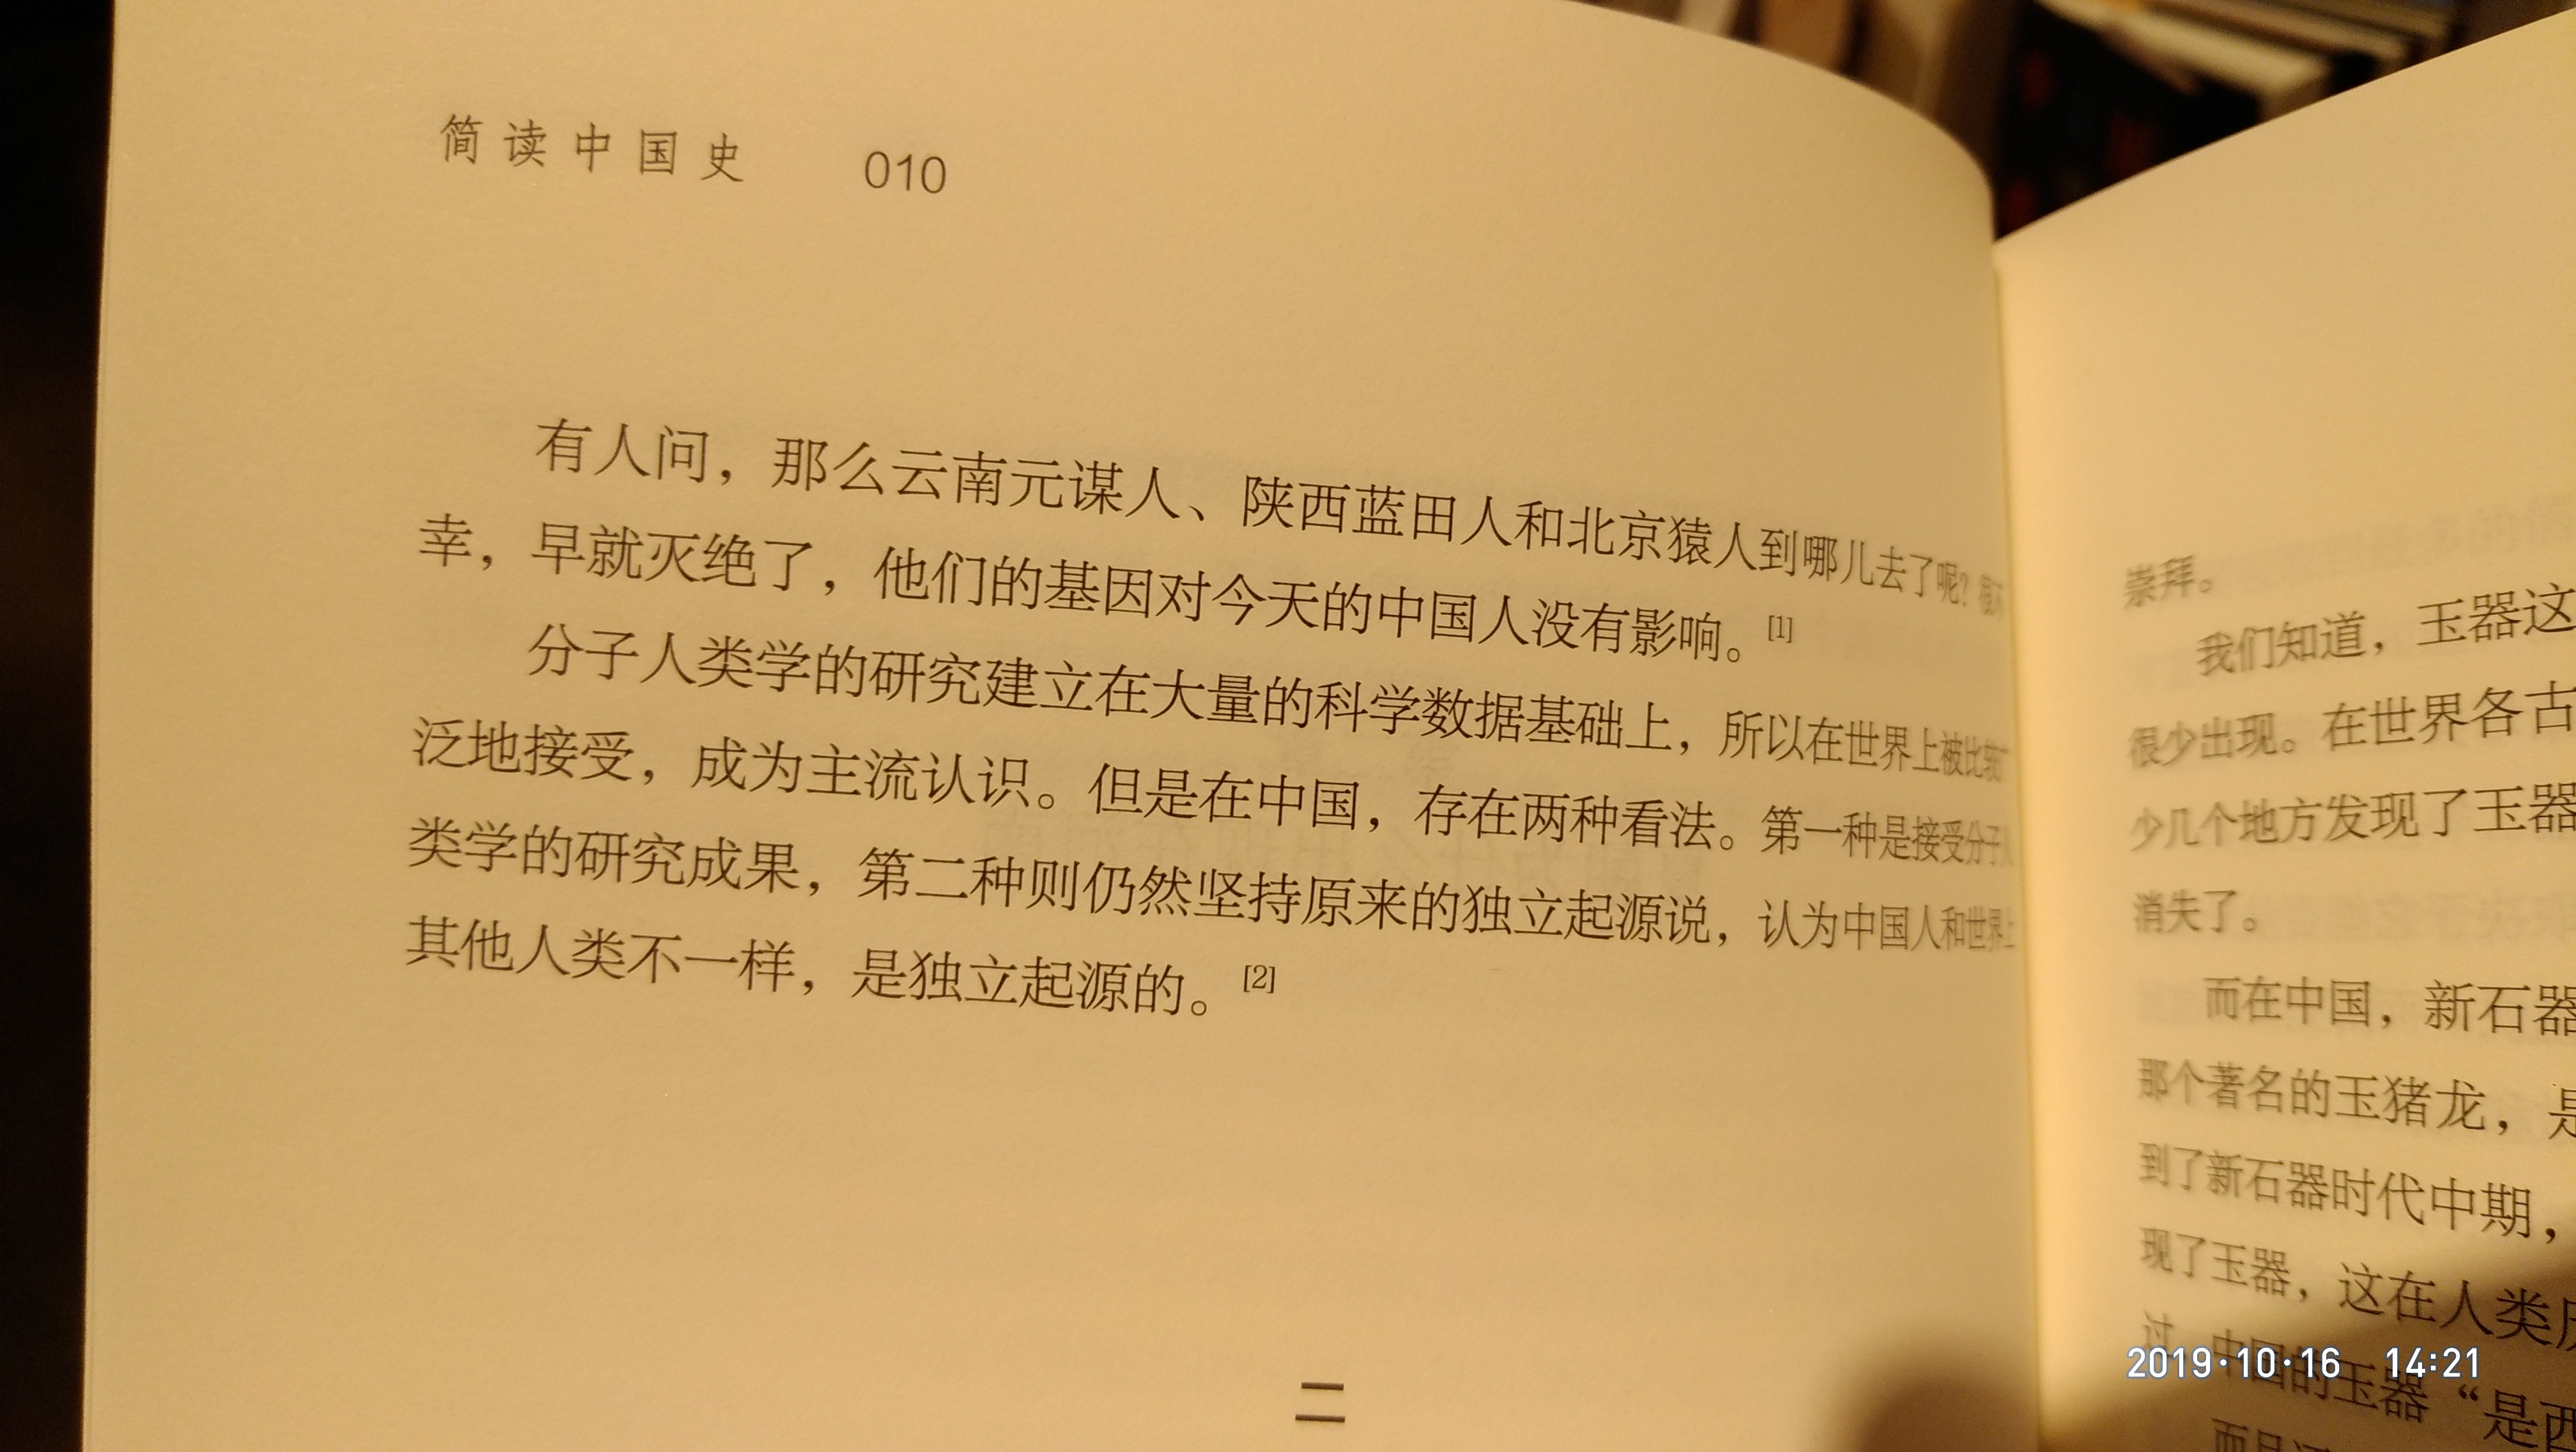 简读中国史 010
有人问，那么云南元谋人、陕西蓝田人和北京猿人到哪儿去了呢？很不
幸，早就灭绝了，他们的基因对今天的中国人没有影响。[1]
分子人类学的研究建立在大量的科学数据基础上，所以在世界上被比较广
泛地接受，成为主流认识。但是在中国，存在两种看法。第一种是接受分子人
类学的研究成果，第二种则仍然坚持原来的独立起源说，认为中国人和世界上
其他人类不一样，是独立起源的。[2]
二
崇拜。
我们知道，玉器这
很少出现。在世界各古
少几个地方发现了玉器
消失了。
而在中国，新石器
那个著名的玉猪龙，是
到了新石器时代中期，
现了玉器，这在人类历
过，中国的玉器“是西
而且
2019·10·16 14:21